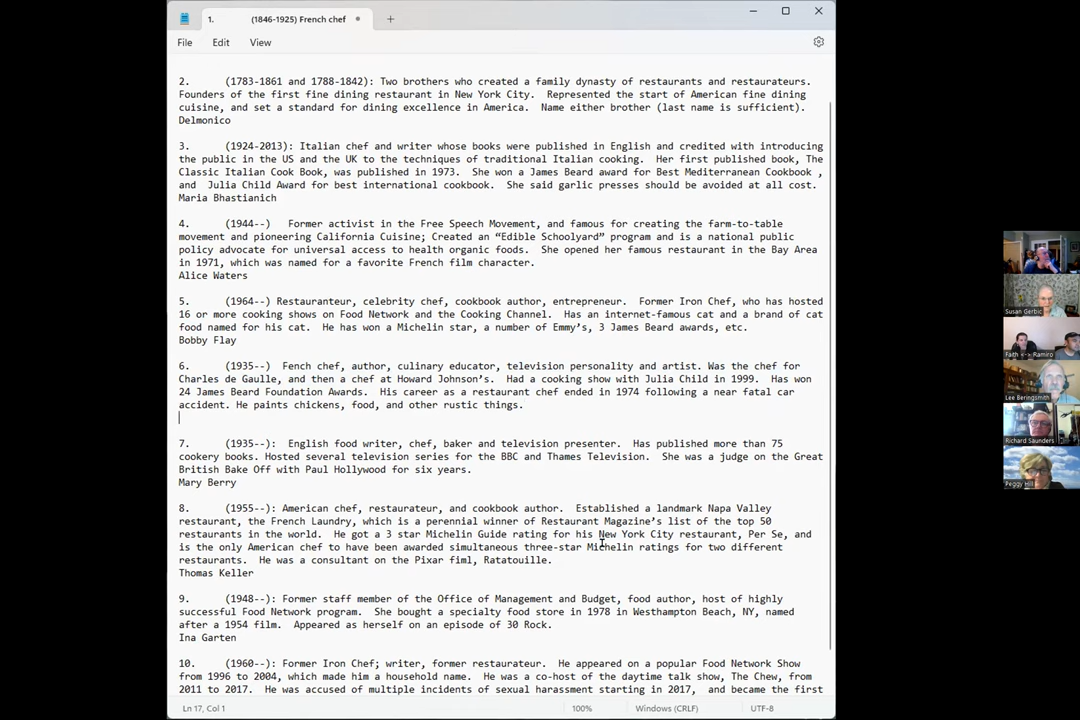 1. (1846-1925) French chef
File Edit View
2. (1783-1861 and 1788-1842): Two brothers who created a family dynasty of restaurants and restaurateurs.
Founders of the first fine dining restaurant in New York City. Represented the start of American fine dining
cuisine, and set a standard for dining excellence in America. Name either brother (last name is sufficient).
Delmonico
3. (1924-2013): Italian chef and writer whose books were published in English and credited with introducing
the public in the US and the UK to the techniques of traditional Italian cooking. Her first published book, The
Classic Italian Cook Book, was published in 1973. She won a James Beard award for Best Mediterranean Cookbook ,
and Julia Child Award for best international cookbook. She said garlic presses should be avoided at all cost.
Maria Bhastianich
4. (1944--) Former activist in the Free Speech Movement, and famous for creating the farm-to-table
movement and pioneering California Cuisine; Created an “Edible Schoolyard” program and is a national public
policy advocate for universal access to health organic foods. She opened her famous restaurant in the Bay Area
in 1971, which was named for a favorite French film character.
Alice Waters
5. (1964--) Restauranteur, celebrity chef, cookbook author, entrepreneur. Former Iron Chef, who has hosted
16 or more cooking shows on Food Network and the Cooking Channel. Has an internet-famous cat and a brand of cat
food named for his cat. He has won a Michelin star, a number of Emmy’s, 3 James Beard awards, etc.
Bobby Flay
6. (1935--) Fench chef, author, culinary educator, television personality and artist. Was the chef for
Charles de Gaulle, and then a chef at Howard Johnson’s. Had a cooking show with Julia Child in 1999. Has won
24 James Beard Foundation Awards. His career as a restaurant chef ended in 1974 following a near fatal car
accident. He paints chickens, food, and other rustic things.
7. (1935--): English food writer, chef, baker and television presenter. Has published more than 75
cookery books. Hosted several television series for the BBC and Thames Television. She was a judge on the Great
British Bake Off with Paul Hollywood for six years.
Mary Berry
8. (1955--): American chef, restaurateur, and cookbook author. Established a landmark Napa Valley
restaurant, the French Laundry, which is a perennial winner of Restaurant Magazine’s list of the top 50
restaurants in the world. He got a 3 star Michelin Guide rating for his New York City restaurant, Per Se, and
is the only American chef to have been awarded simultaneous three-star Michelin ratings for two different
restaurants. He was a consultant on the Pixar fiml, Ratatouille.
Thomas Keller
9. (1948--): Former staff member of the Office of Management and Budget, food author, host of highly
successful Food Network program. She bought a specialty food store in 1978 in Westhampton Beach, NY, named
after a 1954 film. Appeared as herself on an episode of 30 Rock.
Ina Garten
10. (1960--): Former Iron Chef; writer, former restaurateur. He appeared on a popular Food Network Show
from 1996 to 2004, which made him a household name. He was a co-host of the daytime talk show, The Chew, from
2011 to 2017. He was accused of multiple incidents of sexual harassment starting in 2017, and became the first
Ln 17, Col 1 100% Windows (CRLF) UTF-8
Susan Gerbic
Faith <-> Ramiro
Lee Beringsmith
Richard Saunders
Peggy Hill